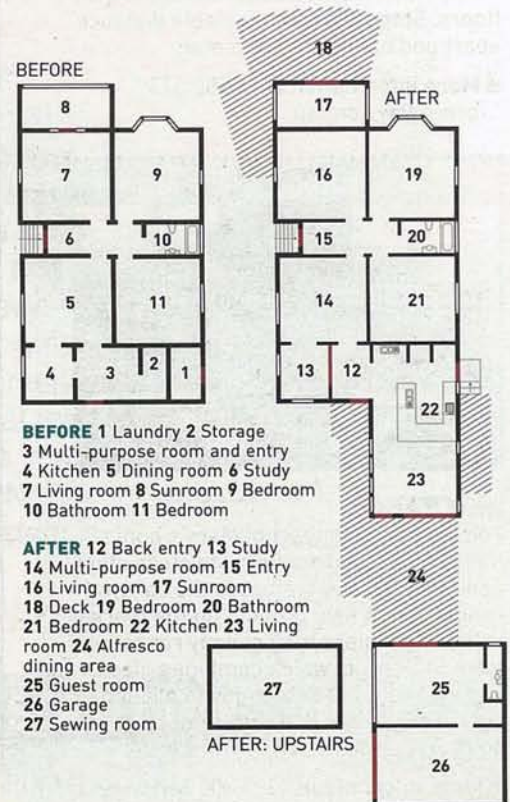 BEFORE
8
7
9
6
10
5
11
4
3
2
1
18
17
AFTER
16
19
15
20
14
21
13
12
22
23
24
25
26
BEFORE 1 Laundry 2 Storage
3 Multi-purpose room and entry
4 Kitchen 5 Dining room 6 Study
7 Living room 8 Sunroom 9 Bedroom
10 Bathroom 11 Bedroom
AFTER 12 Back entry 13 Study
14 Multi-purpose room 15 Entry
16 Living room 17 Sunroom
18 Deck 19 Bedroom 20 Bathroom
21 Bedroom 22 Kitchen 23 Living
room 24 Alfresco
dining area
25 Guest room
26 Garage
27 Sewing room
27
AFTER: UPSTAIRS